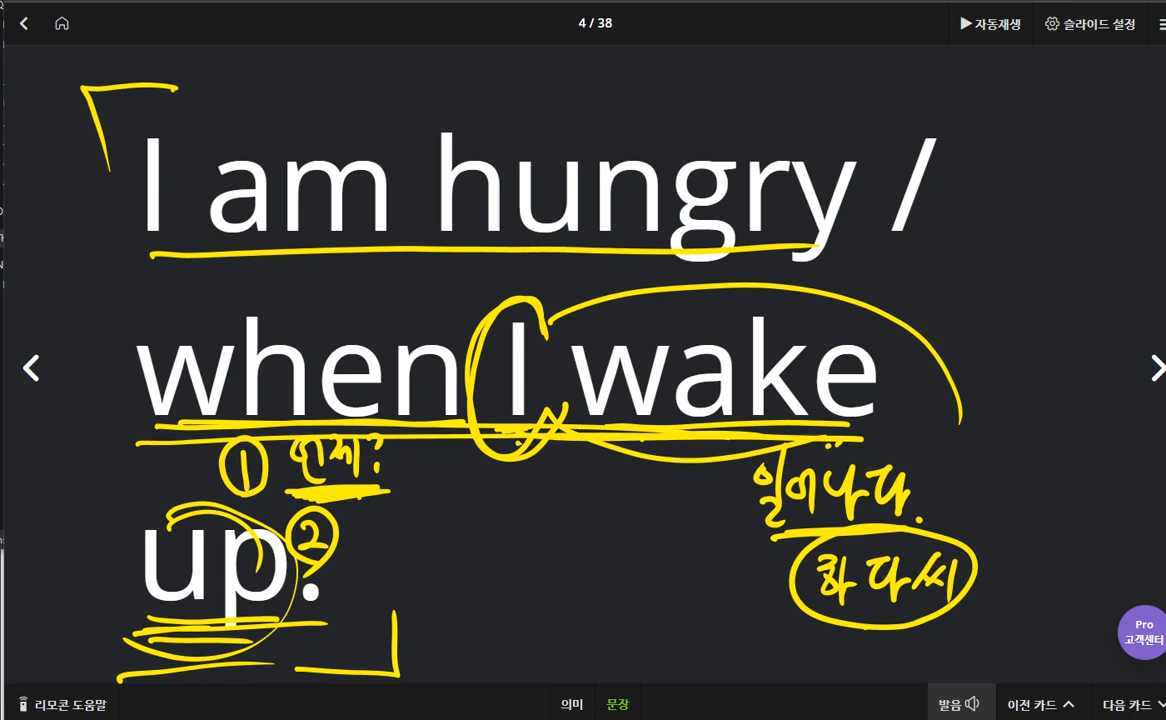 4 / 38
▶ 자동재생
슬라이드 설정
I am hungry /
when I wake
① 언제?
일어나다.
up.
②
하다씨
Pro
고객센터
리모콘 도움말
의미
문장
발음
이전 카드
다음 카드